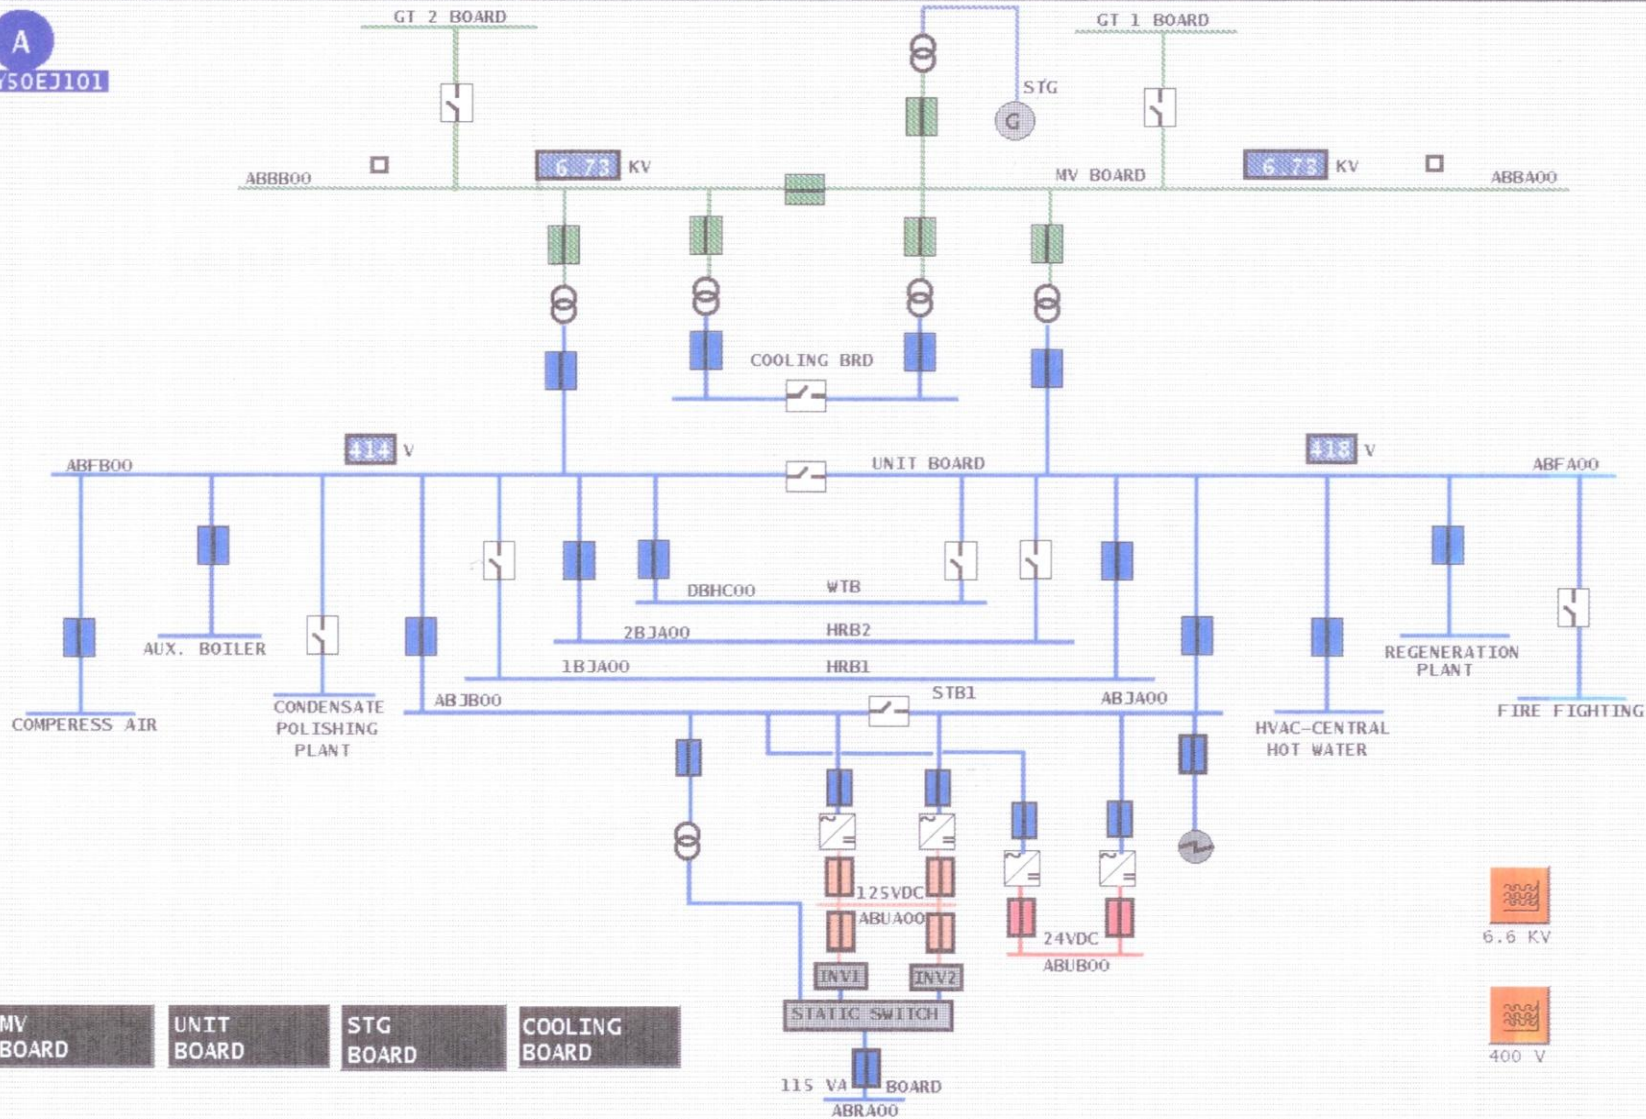 GT 2 BOARD
GT 1 BOARD
A
Y50EJ101
STG
G
6.73 KV
MV BOARD
6.73 KV
ABBB00
ABBA00
COOLING BRD
414 V
418 V
ABFB00
UNIT BOARD
ABFA00
DBHC00
WTB
2BJA00
HRB2
1BJA00
HRB1
AUX. BOILER
REGENERATION
PLANT
ABJB00
STB1
ABJA00
COMPERESS AIR
CONDENSATE
POLISHING
PLANT
HVAC-CENTRAL
HOT WATER
FIRE FIGHTING
125VDC
ABUA00
24VDC
ABUB00
6.6 KV
INV1
INV2
STATIC SWITCH
MV
BOARD
UNIT
BOARD
STG
BOARD
COOLING
BOARD
400 V
115 VA BOARD
ABRA00